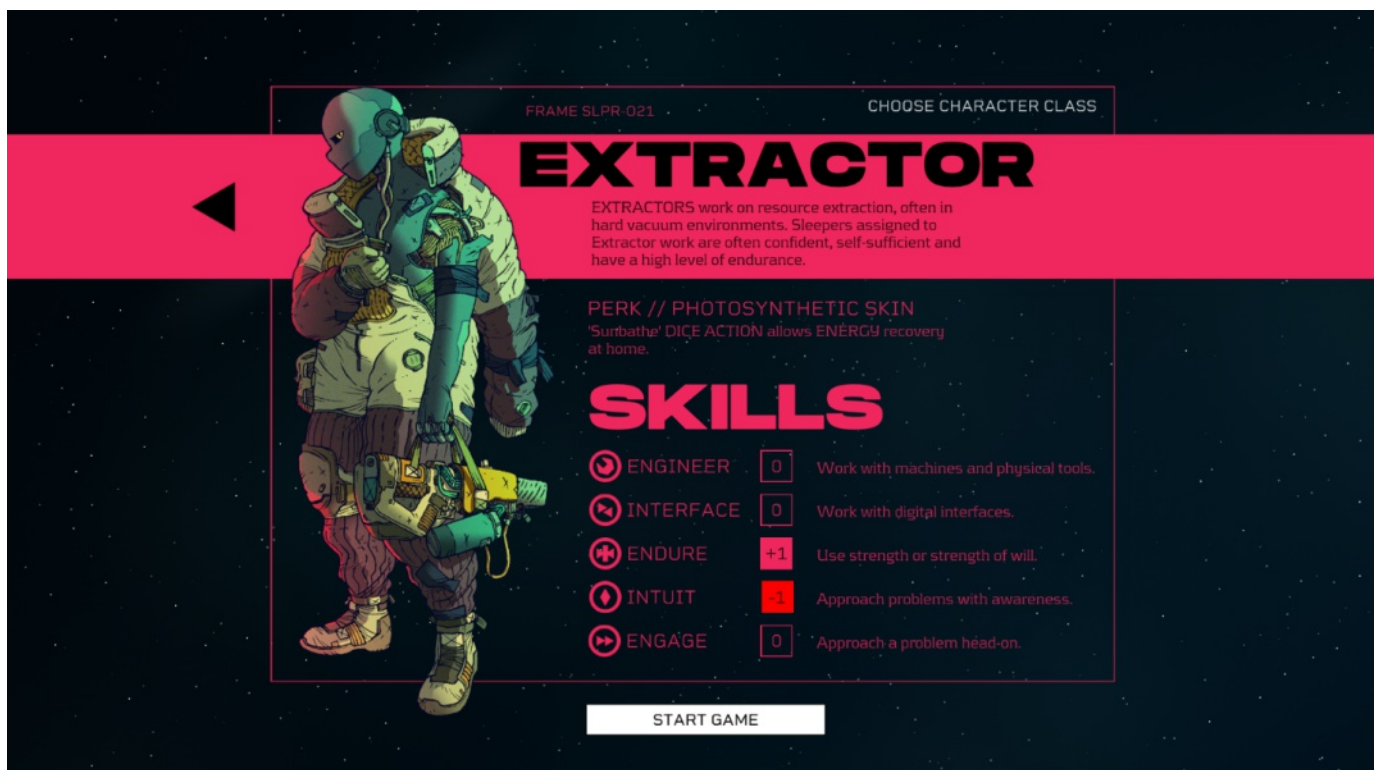 FRAME SLPR-021
CHOOSE CHARACTER CLASS
EXTRACTOR
EXTRACTORS work on resource extraction, often in
hard vacuum environments. Sleepers assigned to
Extractor work are often confident, self-sufficient and
have a high level of endurance.
PERK // PHOTOSYNTHETIC SKIN
'Sunbathe' DICE ACTION allows ENERGY recovery
at home.
SKILLS
ENGINEER 0 Work with machines and physical tools.
INTERFACE 0 Work with digital interfaces.
ENDURE +1 Use strength or strength of will.
INTUIT -1 Approach problems with awareness.
ENGAGE 0 Approach a problem head-on.
START GAME